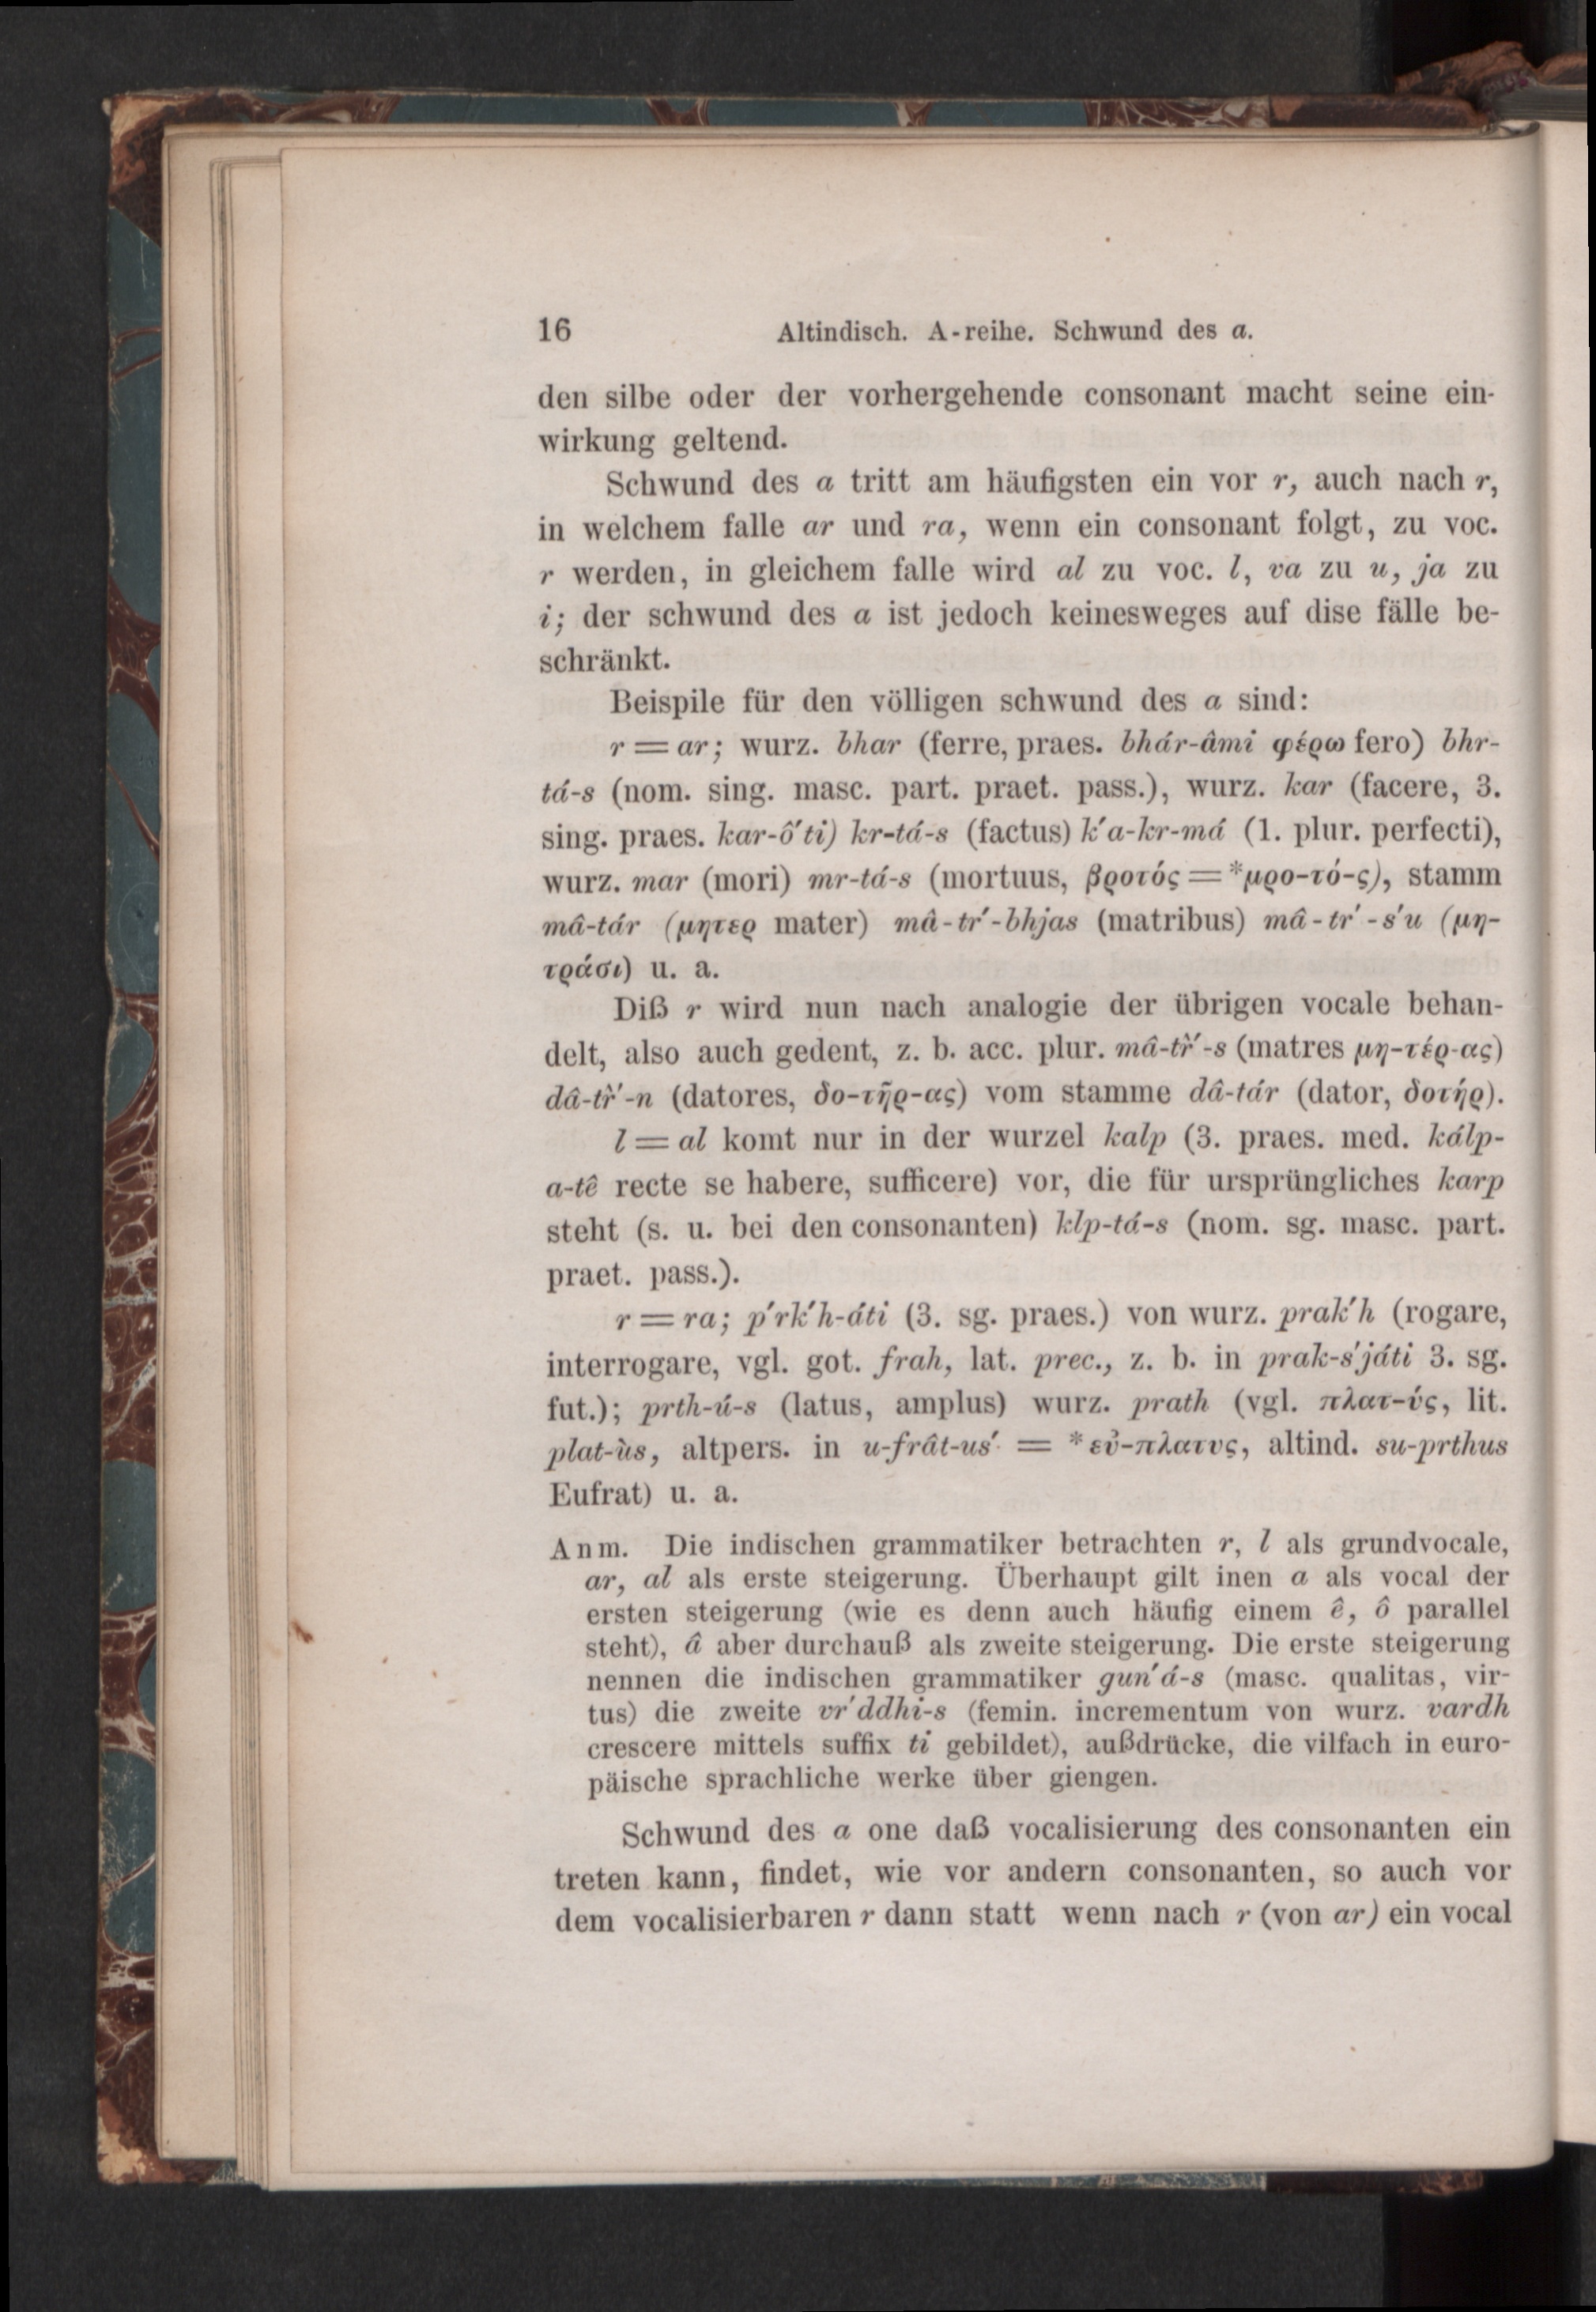 16 Altindisch. A-reihe. Schwund des a.
den silbe oder der vorhergehende consonant macht seine ein-
wirkung geltend.
Schwund des a tritt am häufigsten ein vor r, auch nach r,
in welchem falle ar und ra, wenn ein consonant folgt, zu voc.
r werden, in gleichem falle wird al zu voc. l, va zu u, ja zu
i; der schwund des a ist jedoch keinesweges auf dise fälle be-
schränkt.
Beispile für den völligen schwund des a sind:
r = ar; wurz. bhar (ferre, praes. bhár-âmi φέρω fero) bhr-
tá-s (nom. sing. masc. part. praet. pass.), wurz. kar (facere, 3.
sing. praes. kar-ố ti) kr-tá-s (factus) k´a-kr-má (1. plur. perfecti),
wurz. mar (mori) mr-tá-s (mortuus, βροτός = *μρο-τό-ς), stamm
mâ-tár (μητερ mater) mâ-tr´-bhjas (matribus) mâ-tr´-s´u (μη-
τράσι) u. a.
Diß r wird nun nach analogie der übrigen vocale behan-
delt, also auch gedent, z. b. acc. plur. mâ-tr̂´-s (matres μη-τέρ-ας)
dâ-tr̂´-n (datores, δο-τῆρ-ας) vom stamme dâ-tár (dator, δοτήρ).
l = al komt nur in der wurzel kalp (3. praes. med. kálp-
a-tê recte se habere, sufficere) vor, die für ursprüngliches karp
steht (s. u. bei den consonanten) klp-tá-s (nom. sg. masc. part.
praet. pass.).
r = ra; p´rk´h-áti (3. sg. praes.) von wurz. prak´h (rogare,
interrogare, vgl. got. frah, lat. prec., z. b. in prak-s´játi 3. sg.
fut.); prth-ú-s (latus, amplus) wurz. prath (vgl. πλατ-ύς, lit.
plat-ùs, altpers. in u-frât-us´ = *εὐ-πλατυς, altind. su-prthus
Eufrat) u. a.
Anm. Die indischen grammatiker betrachten r, l als grundvocale,
ar, al als erste steigerung. Überhaupt gilt inen a als vocal der
ersten steigerung (wie es denn auch häufig einem ê, ô parallel
steht), â aber durchauß als zweite steigerung. Die erste steigerung
nennen die indischen grammatiker gun´á-s (masc. qualitas, vir-
tus) die zweite vr´ddhi-s (femin. incrementum von wurz. vardh
crescere mittels suffix ti gebildet), außdrücke, die vilfach in euro-
päische sprachliche werke über giengen.
Schwund des a one daß vocalisierung des consonanten ein
treten kann, findet, wie vor andern consonanten, so auch vor
dem vocalisierbaren r dann statt wenn nach r (von ar) ein vocal